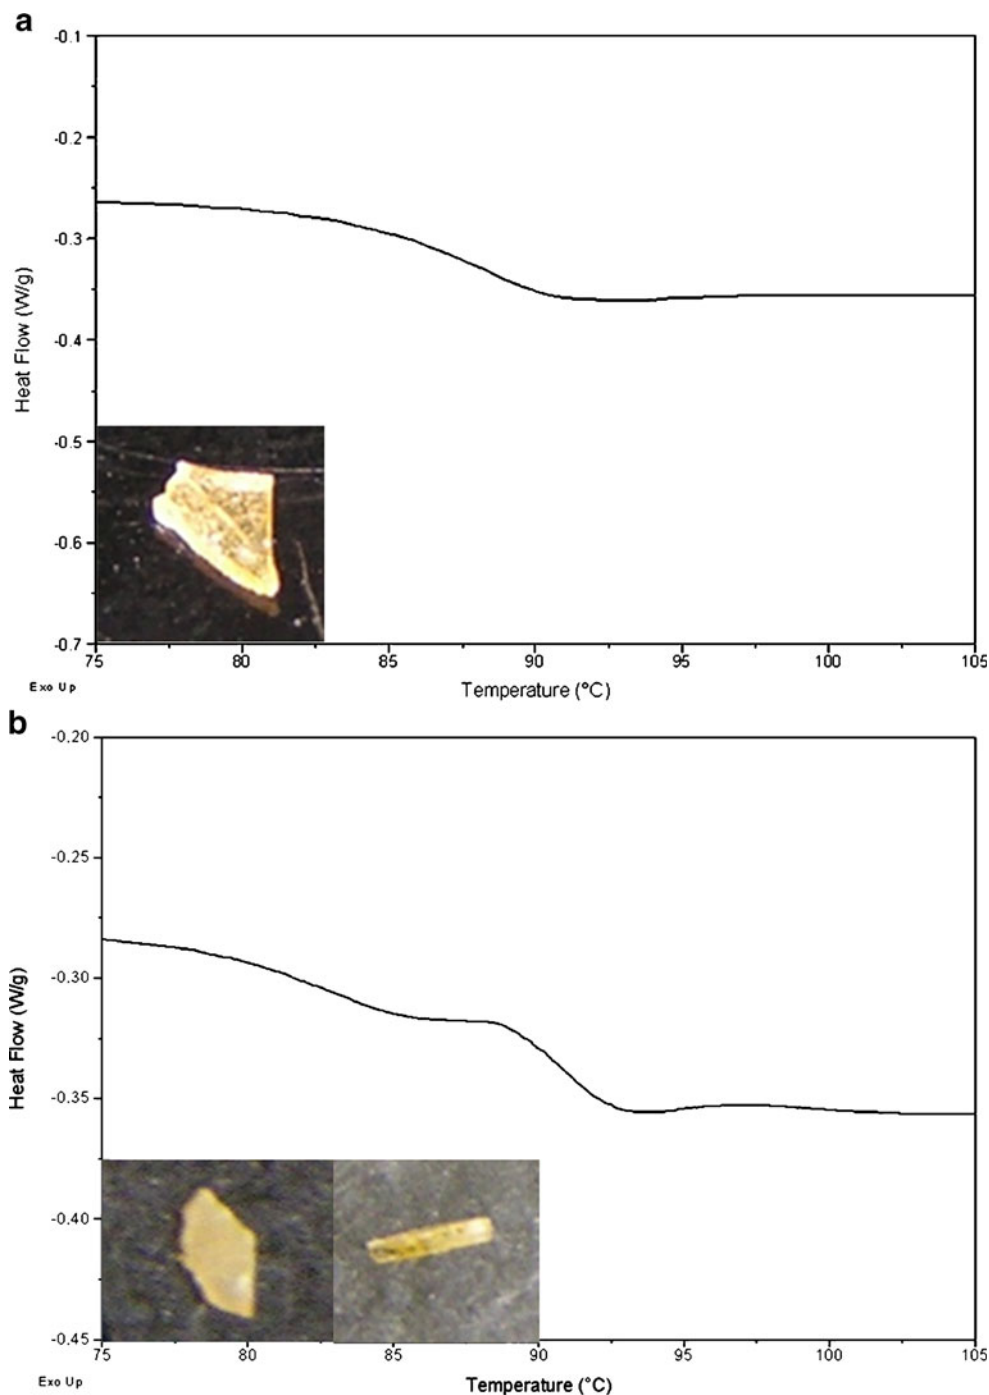 a
-0.1
-0.2
-0.3
-0.4
-0.5
-0.6
-0.7
Heat Flow (W/g)
75 80 85 90 95 100 105
Exo Up
Temperature (°C)
b
-0.20
-0.25
-0.30
-0.35
-0.40
-0.45
Heat Flow (W/g)
75 80 85 90 95 100 105
Exo Up
Temperature (°C)